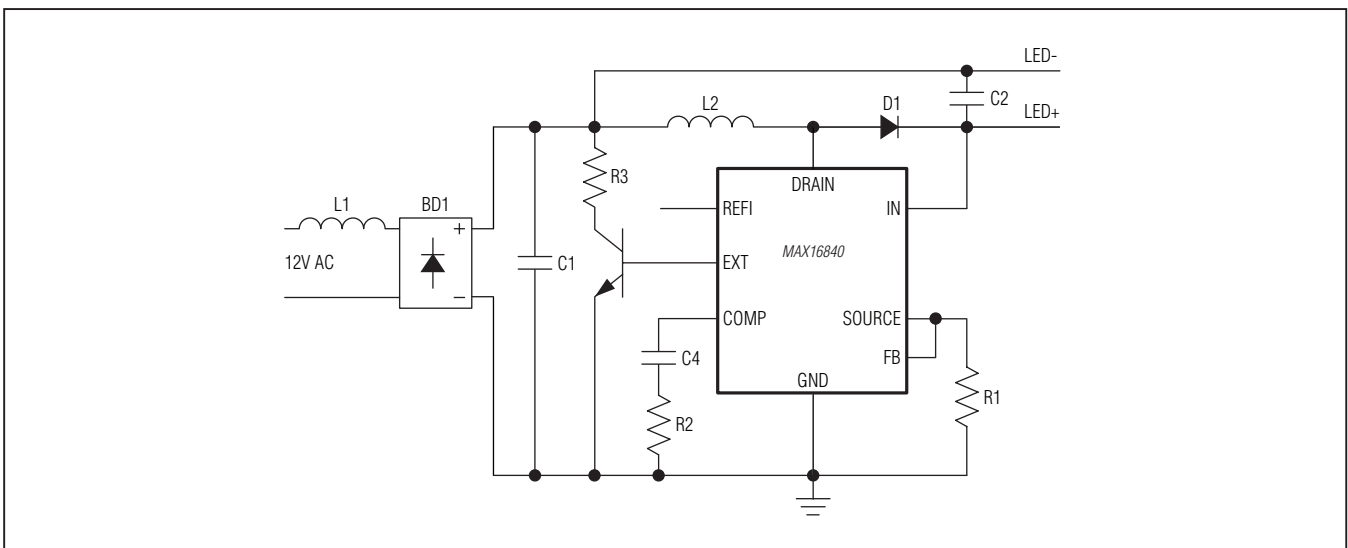 LED-
C2
L2
D1
LED+
R3
DRAIN
L1
BD1
REFI
IN
+
MAX16840
12V AC
C1
EXT
−
COMP
SOURCE
C4
FB
GND
R1
R2